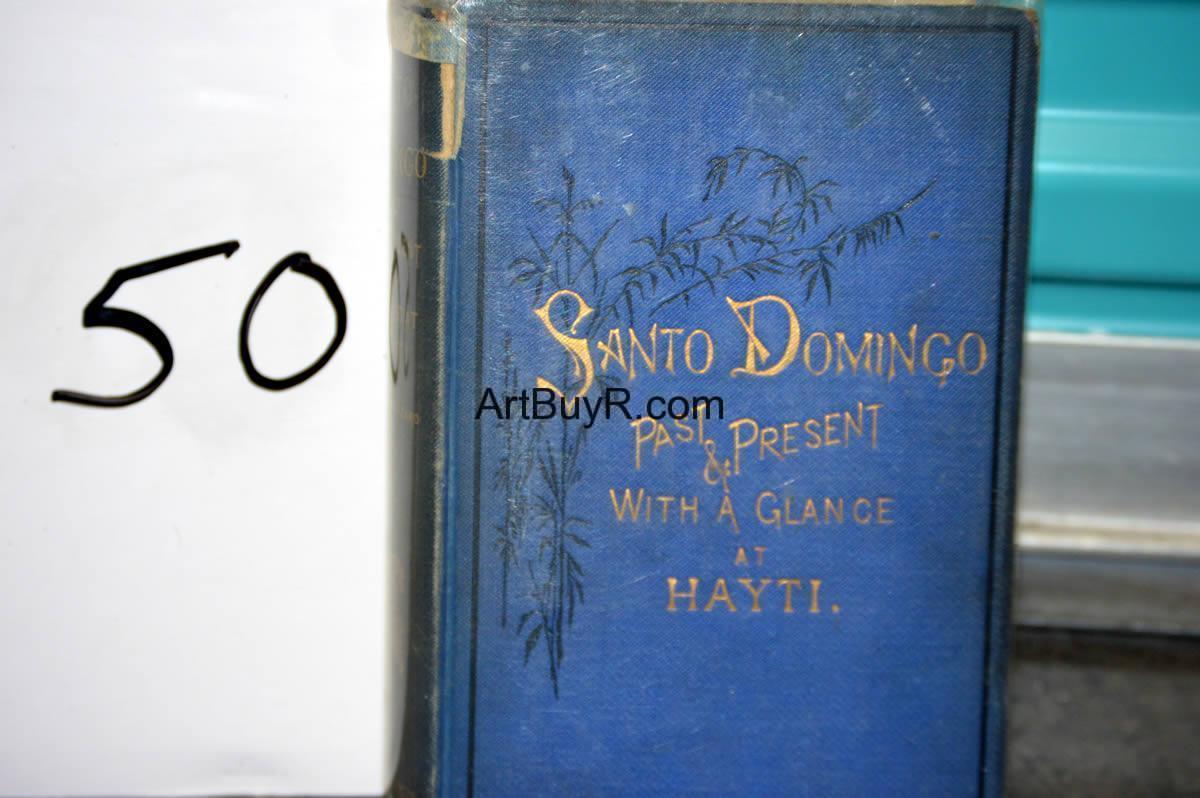 50
SANTO DOMINGO
ArtBuyR.com
PAST
& PRESENT
WITH A GLANCE
AT
HAYTI.